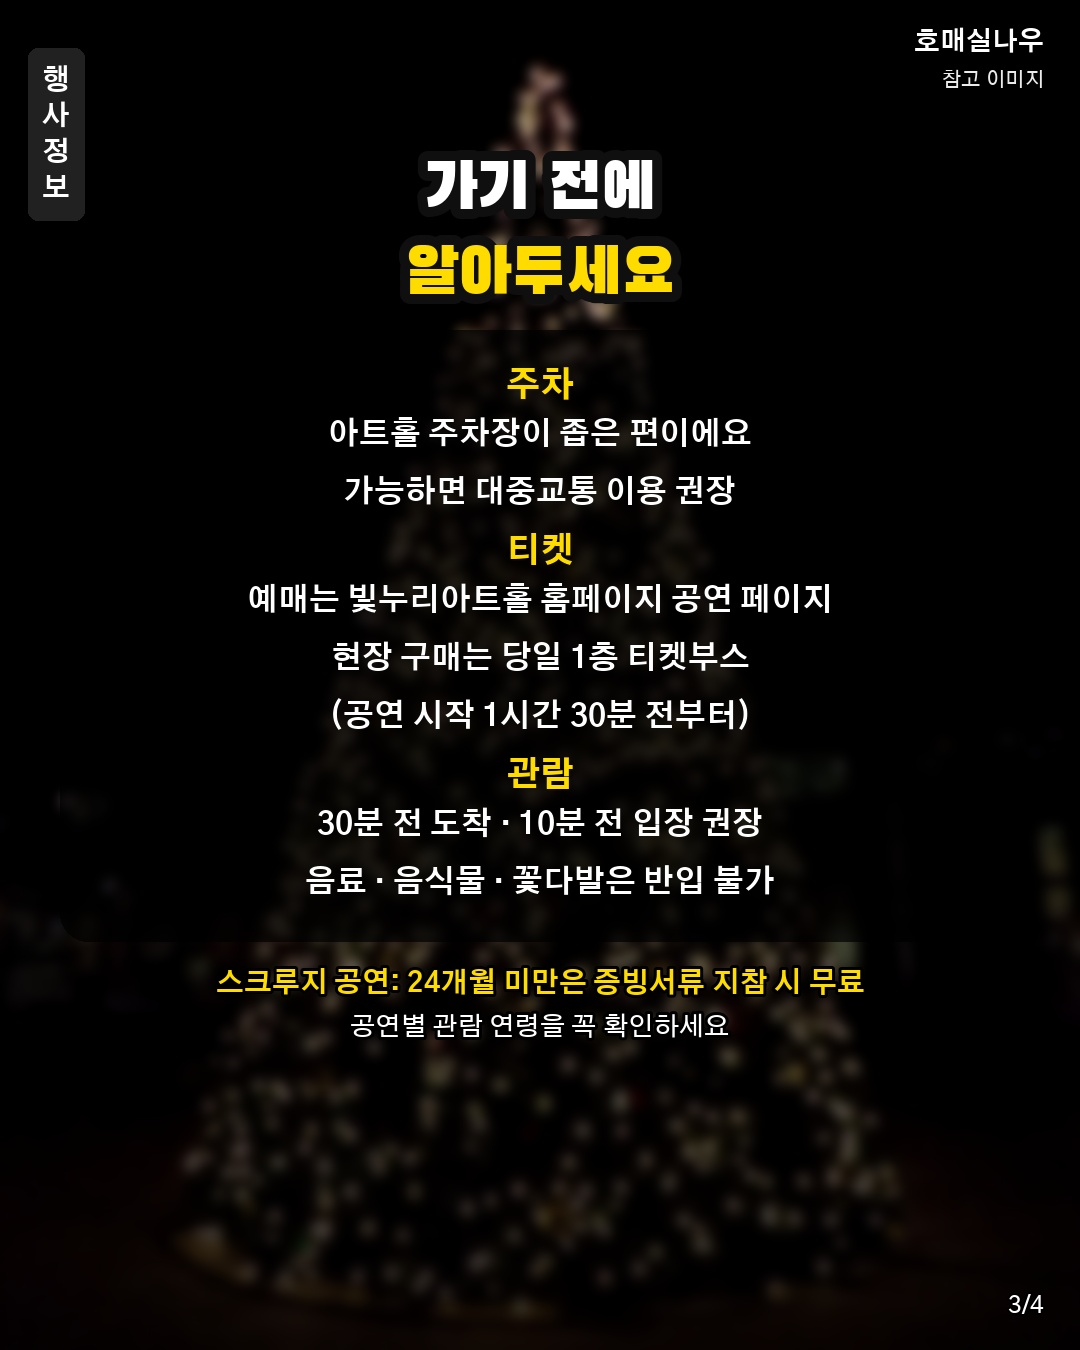 행사정보
호매실나우
참고 이미지
가기 전에
알아두세요
주차
아트홀 주차장이 좁은 편이에요
가능하면 대중교통 이용 권장
티켓
예매는 빛누리아트홀 홈페이지 공연 페이지
현장 구매는 당일 1층 티켓부스
(공연 시작 1시간 30분 전부터)
관람
30분 전 도착 · 10분 전 입장 권장
음료 · 음식물 · 꽃다발은 반입 불가
스크루지 공연: 24개월 미만은 증빙서류 지참 시 무료
공연별 관람 연령을 꼭 확인하세요
3/4